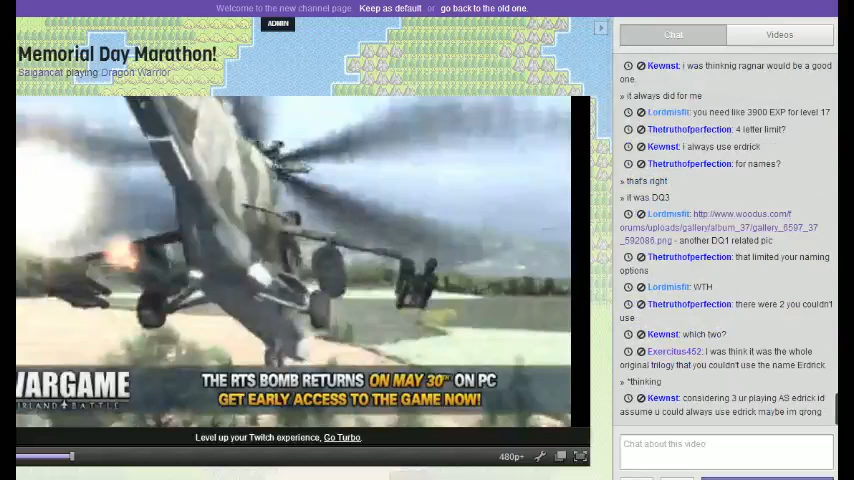 Welcome to the new channel page Keep as default or go back to the old one.
ADMIN
Memorial Day Marathon!
Saigancat playing Dragon Warrior
WARGAME
AIRLAND BATTLE
THE RTS BOMB RETURNS ON MAY 30TH ON PC
GET EARLY ACCESS TO THE GAME NOW!
Level up your Twitch experience, Go Turbo.
480p+
Chat Videos
Kewnst: i was thinknig ragnar would be a good
one.
» it always did for me
Lordmisfit: you need like 3900 EXP for level 17
Thetruthofperfection: 4 letter limit?
Kewnst: i always use erdrick
Thetruthofperfection: for names?
» that's right
» it was DQ3
Lordmisfit: http://www.woodus.com/f
orums/uploads/gallery/album_37/gallery_6597_37
_592086.png - another DQ1 related pic
Thetruthofperfection: that limited your naming
options
Lordmisfit: WTH
Thetruthofperfection: there were 2 you couldn't
use
Kewnst: which two?
Exercitus452: I was think it was the whole
original trilogy that you couldn't use the name Erdrick.
» *thinking
Kewnst: considering 3 ur playing AS edrick id
assume u could always use edrick maybe im qrong
Chat about this video